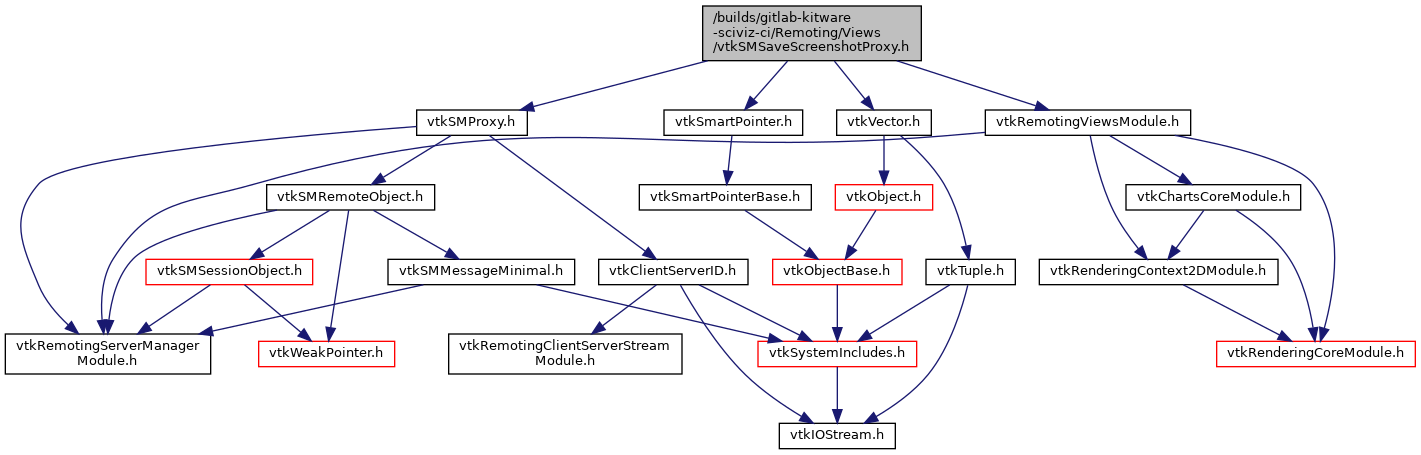 /builds/gitlab-kitware
-sciviz-ci/Remoting/Views
/vtkSMSaveScreenshotProxy.h
vtkSMProxy.h
vtkSmartPointer.h
vtkVector.h
vtkRemotingViewsModule.h
vtkSMRemoteObject.h
vtkSmartPointerBase.h
vtkObject.h
vtkChartsCoreModule.h
vtkSMSessionObject.h
vtkSMMessageMinimal.h
vtkClientServerID.h
vtkObjectBase.h
vtkTuple.h
vtkRenderingContext2DModule.h
vtkRemotingServerManager
Module.h
vtkWeakPointer.h
vtkRemotingClientServerStream
Module.h
vtkSystemIncludes.h
vtkRenderingCoreModule.h
vtkIOStream.h